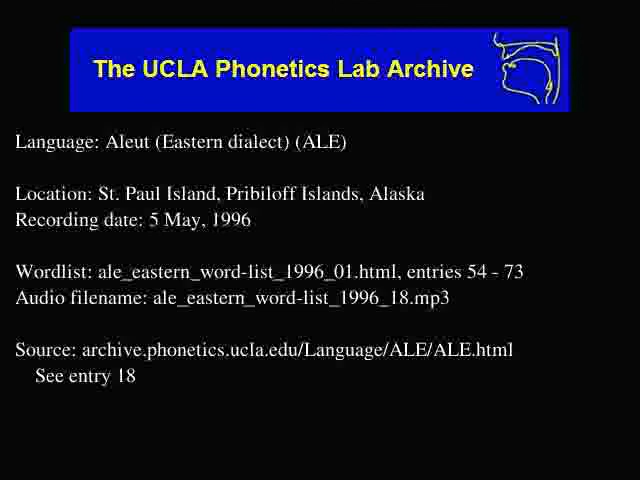 The UCLA Phonetics Lab Archive
Language: Aleut (Eastern dialect) (ALE)
Location: St. Paul Island, Pribiloff Islands, Alaska
Recording date: 5 May, 1996
Wordlist: ale_eastern_word-list_1996_01.html, entries 54 - 73
Audio filename: ale_eastern_word-list_1996_18.mp3
Source: archive.phonetics.ucla.edu/Language/ALE/ALE.html
See entry 18